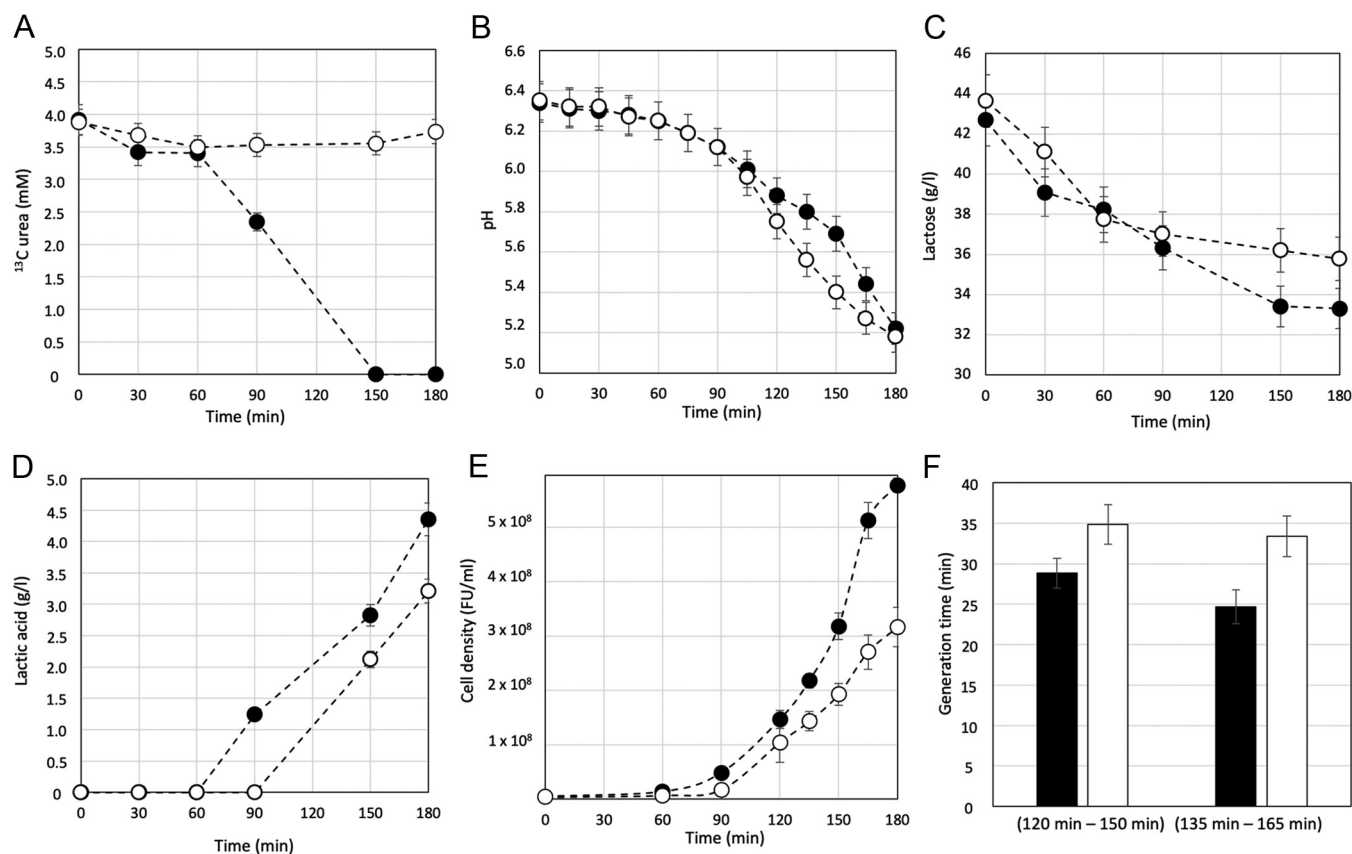 A
5.0
4.5
4.0
3.5
3.0
2.5
2.0
1.5
1.0
0.5
0
¹³C urea (mM)
0 30 60 90 120 150 180
Time (min)
B
6.6
6.4
6.2
6.0
5.8
5.6
5.4
5.2
5.0
pH
0 30 60 90 120 150 180
Time (min)
C
46
44
42
40
38
36
34
32
30
Lactose (g/l)
0 30 60 90 120 150 180
Time (min)
D
5.0
4.5
4.0
3.5
3.0
2.5
2.0
1.5
1.0
0.5
0
Lactic acid (g/l)
0 30 60 90 120 150 180
Time (min)
E
5 x 10⁸
4 x 10⁸
3 x 10⁸
2 x 10⁸
1 x 10⁸
Cell density (FU/ml)
0 30 60 90 120 150 180
Time (min)
F
40
35
30
25
20
15
10
5
0
Generation time (min)
(120 min – 150 min) (135 min – 165 min)